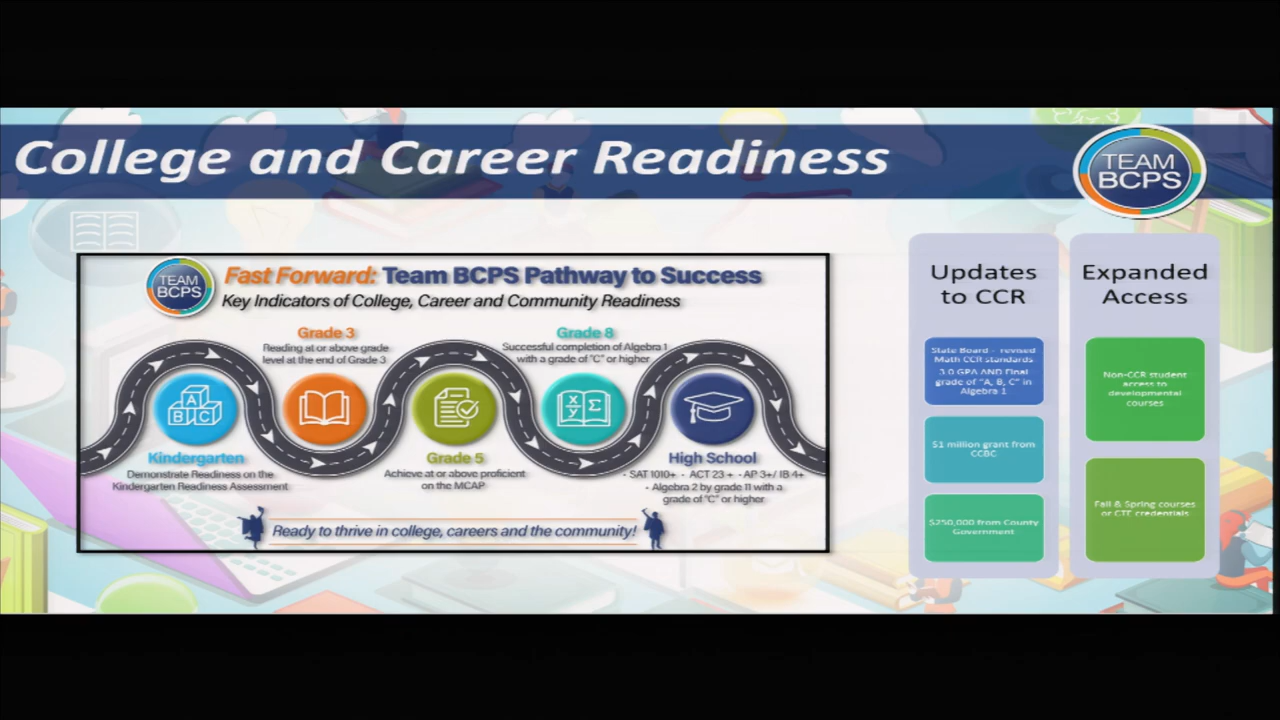 College and Career Readiness
TEAM
BCPS
TEAM
BCPS
Fast Forward: Team BCPS Pathway to Success
Key Indicators of College, Career and Community Readiness
Grade 3
Reading at or above grade
level at the end of Grade 3
Grade 8
Successful completion of Algebra 1
with a grade of "C" or higher
A
B C
x
y
Σ
Kindergarten
Demonstrate Readiness on the
Kindergarten Readiness Assessment
Grade 5
Achieve at or above proficient
on the MCAP
High School
• SAT 1010+ • ACT 23 + • AP 3+/ IB 4+
• Algebra 2 by grade 11 with a
grade of "C" or higher
Ready to thrive in college, careers and the community!
Updates
to CCR
State Board - revised
Math CCR standards
3.0 GPA AND Final
grade of "A, B, C" in
Algebra 1
$1 million grant from
CCBC
$250,000 from County
Government
Expanded
Access
Non-CCR student
access to
developmental
courses
Fall & Spring courses
or CTE credentials